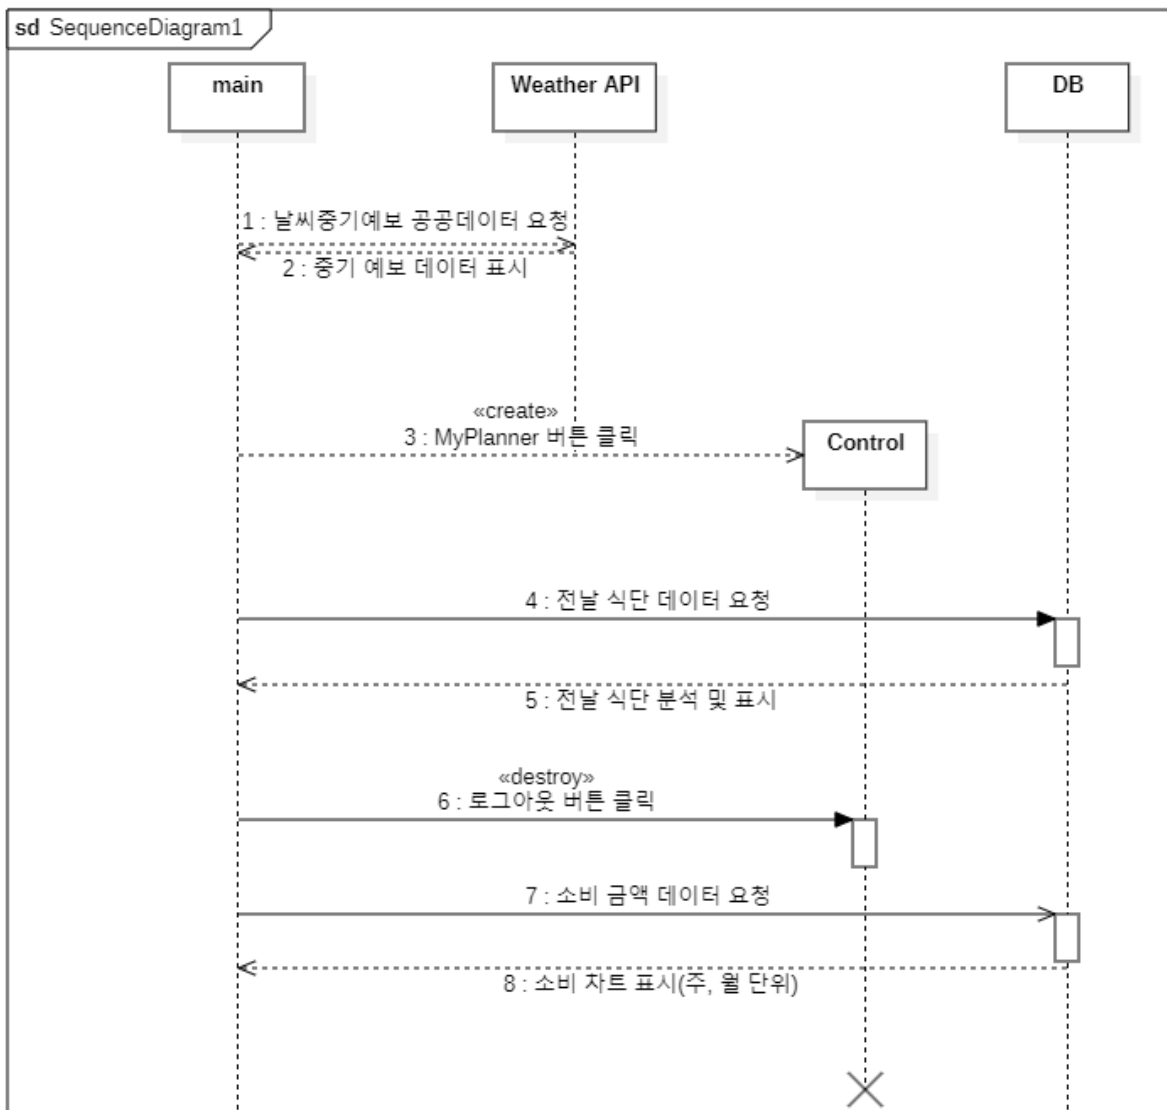 sd SequenceDiagram1
main
Weather API
DB
1 : 날씨중기예보 공공데이터 요청
2 : 중기 예보 데이터 표시
«create»
3 : MyPlanner 버튼 클릭
Control
4 : 전날 식단 데이터 요청
5 : 전날 식단 분석 및 표시
«destroy»
6 : 로그아웃 버튼 클릭
7 : 소비 금액 데이터 요청
8 : 소비 차트 표시(주, 월 단위)